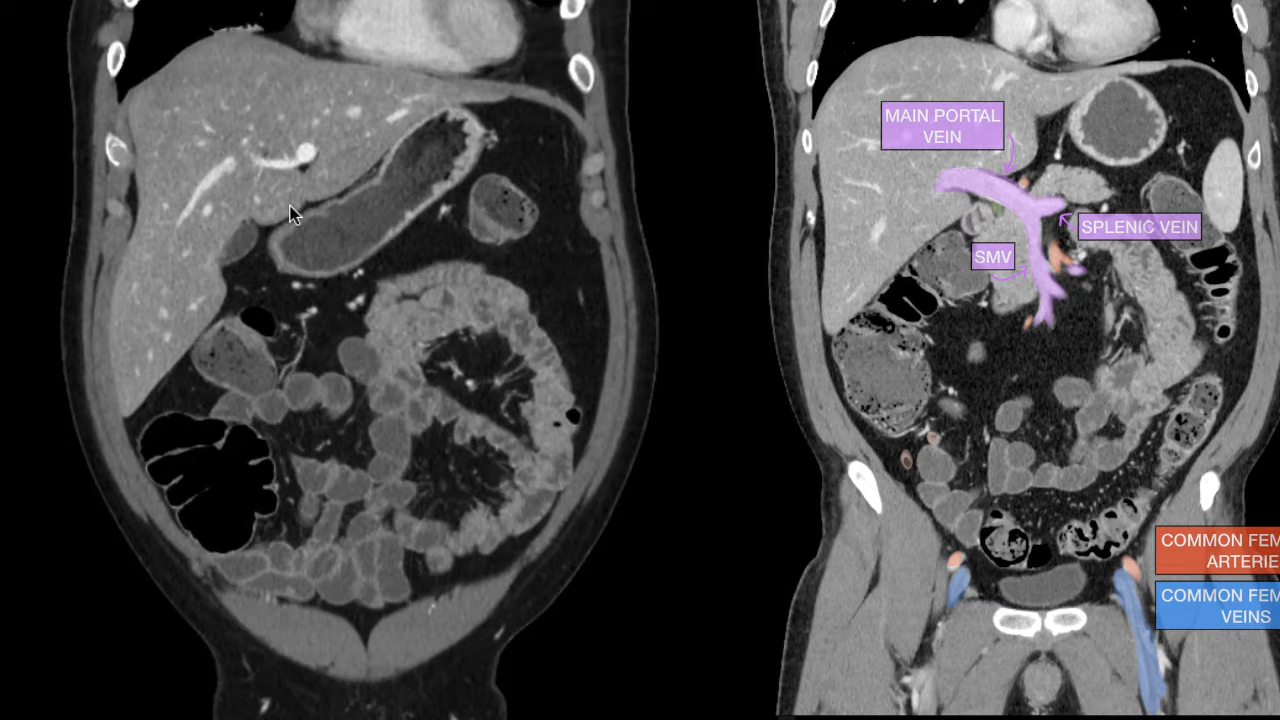 MAIN PORTAL
VEIN
SPLENIC VEIN
SMV
COMMON FEM
ARTERIE
COMMON FEM
VEINS